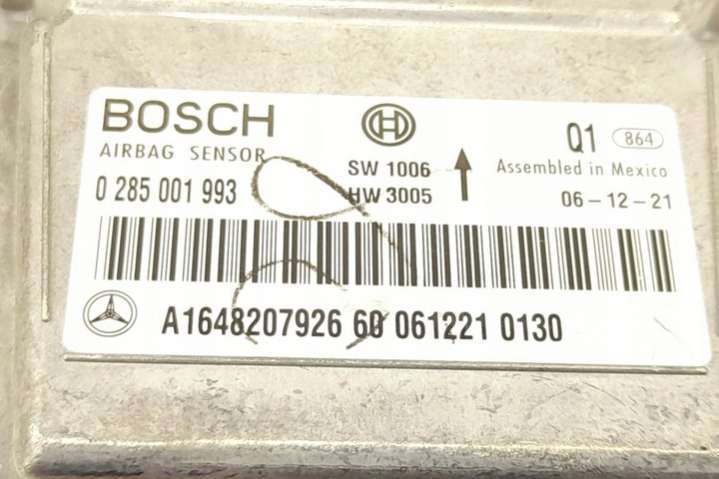 BOSCH
AIRBAG SENSOR
0 285 001 993
SW 1006
HW 3005
Q1 864
Assembled in Mexico
06-12-21
A1648207926 60 061221 0130